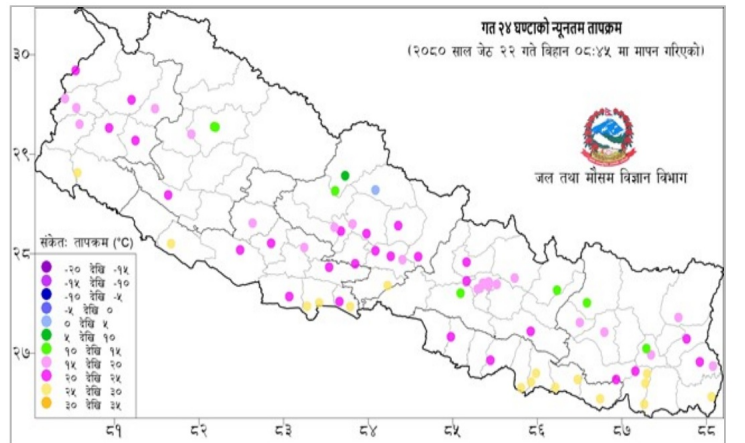 गत २४ घण्टाको न्यूनतम तापक्रम
(२०८० साल जेठ २२ गते बिहान ०८:४५ मा मापन गरिएको)
जल तथा मौसम विज्ञान विभाग
३०
२९
२८
२७
संकेतः तापक्रम (°C)
-२० देखि -१५
-१५ देखि -१०
-१० देखि -५
-५ देखि ०
० देखि ५
५ देखि १०
१० देखि १५
१५ देखि २०
२० देखि २५
२५ देखि ३०
३० देखि ३५
८१ ८२ ८३ ८४ ८५ ८६ ८७ ८८